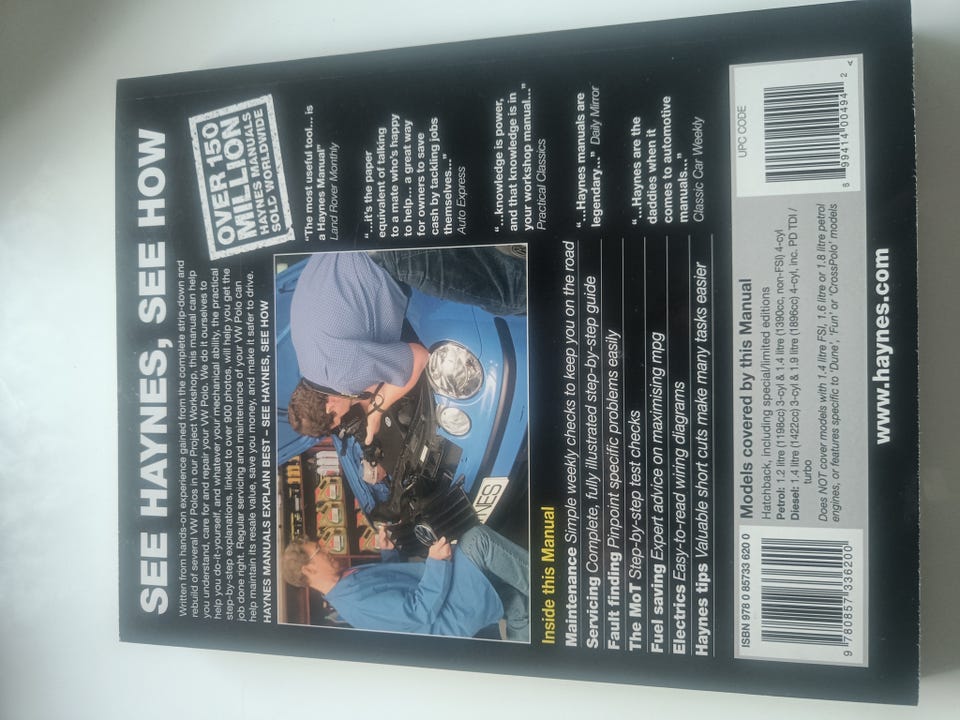 SEE HAYNES, SEE HOW
Written from hands-on experience gained from the complete strip-down and
rebuild of several VW Polos in our Project Workshop, this manual can help
you understand, care for and repair your VW Polo. We do it ourselves to
help you do-it-yourself, and whatever your mechanical ability, the practical
step-by-step explanations, linked to over 900 photos, will help you get the
job done right. Regular servicing and maintenance of your VW Polo can
help maintain its resale value, save you money, and make it safer to drive.
HAYNES MANUALS EXPLAIN BEST – SEE HAYNES, SEE HOW
OVER 150
MILLION
HAYNES MANUALS
SOLD WORLDWIDE
"The most useful tool... is
a Haynes Manual"
Land Rover Monthly
"...it's the paper
equivalent of talking
to a mate who's happy
to help... a great way
for owners to save
cash by tackling jobs
themselves..."
Auto Express
"...knowledge is power,
and that knowledge is in
your workshop manual..."
Practical Classics
"...Haynes manuals are
legendary..." Daily Mirror
"...Haynes are the
daddies when it
comes to automotive
manuals..."
Classic Car Weekly
NES
Inside this Manual
Maintenance Simple weekly checks to keep you on the road
Servicing Complete, fully illustrated step-by-step guide
Fault finding Pinpoint specific problems easily
The MoT Step-by-step test checks
Fuel saving Expert advice on maximising mpg
Electrics Easy-to-read wiring diagrams
Haynes tips Valuable short cuts make many tasks easier
ISBN 978 0 85733 620 0
9 780857 336200
Models covered by this Manual
Hatchback, including special/limited editions
Petrol: 1.2 litre (1198cc) 3-cyl & 1.4 litre (1390cc, non-FSI) 4-cyl
Diesel: 1.4 litre (1422cc) 3-cyl & 1.9 litre (1896cc) 4-cyl, inc. PD TDI /
turbo
Does NOT cover models with 1.4 litre FSI, 1.6 litre or 1.8 litre petrol
engines, or features specific to 'Dune', 'Fun' or 'CrossPolo' models
UPC CODE
6 99414 00494 2
www.haynes.com